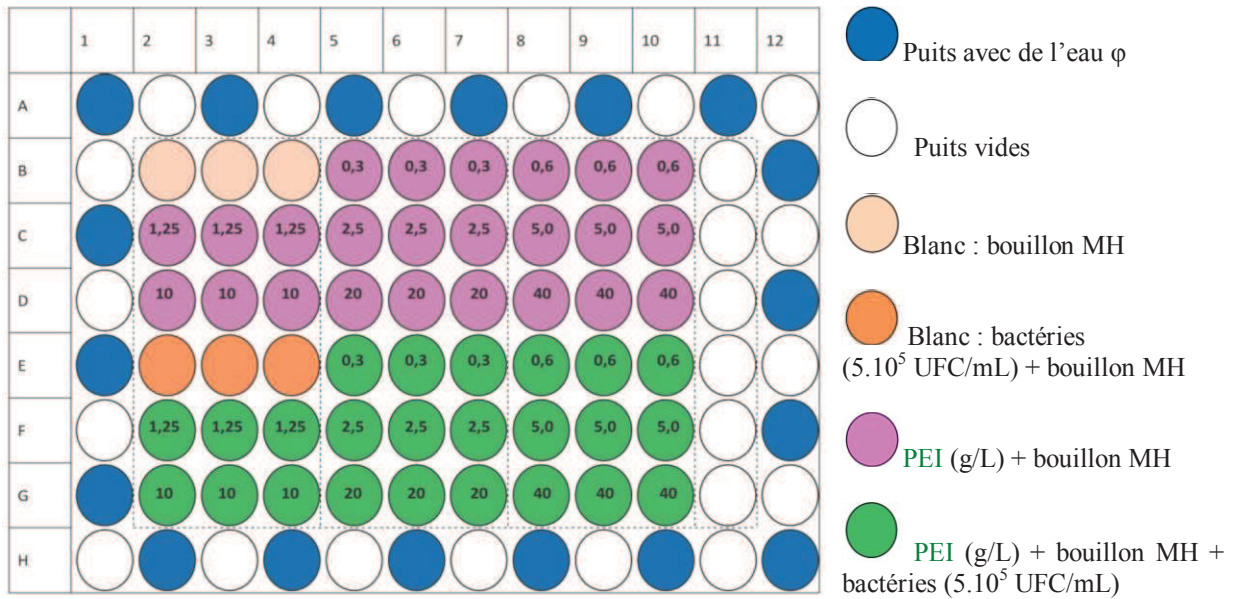 1 2 3 4 5 6 7 8 9 10 11 12
A
B 0,3 0,3 0,3 0,6 0,6 0,6
C 1,25 1,25 1,25 2,5 2,5 2,5 5,0 5,0 5,0
D 10 10 10 20 20 20 40 40 40
E 0,3 0,3 0,3 0,6 0,6 0,6
F 1,25 1,25 1,25 2,5 2,5 2,5 5,0 5,0 5,0
G 10 10 10 20 20 20 40 40 40
H
Puits avec de l’eau φ
Puits vides
Blanc : bouillon MH
Blanc : bactéries
(5.10⁵ UFC/mL) + bouillon MH
PEI (g/L) + bouillon MH
PEI (g/L) + bouillon MH +
bactéries (5.10⁵ UFC/mL)